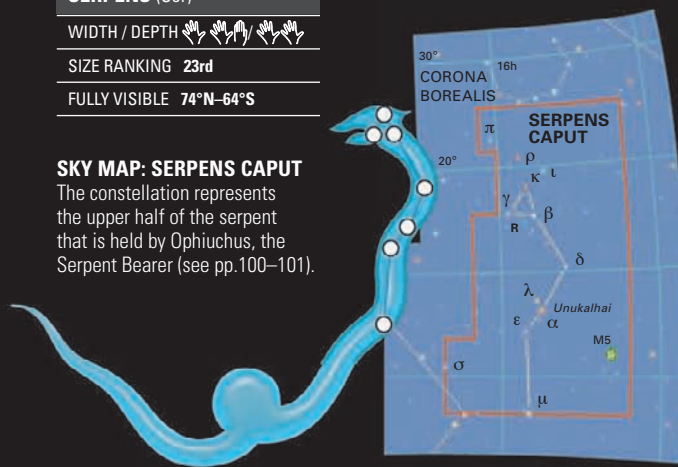 SERPENS (Ser)
WIDTH / DEPTH /
SIZE RANKING 23rd
FULLY VISIBLE 74°N–64°S
SKY MAP: SERPENS CAPUT
The constellation represents
the upper half of the serpent
that is held by Ophiuchus, the
Serpent Bearer (see pp.100–101).
30°
16h
CORONA
BOREALIS
SERPENS
CAPUT
π
20°
ρ
κ ι
γ
β
R
δ
λ
Unukalhai
ε α
M5
σ
μ